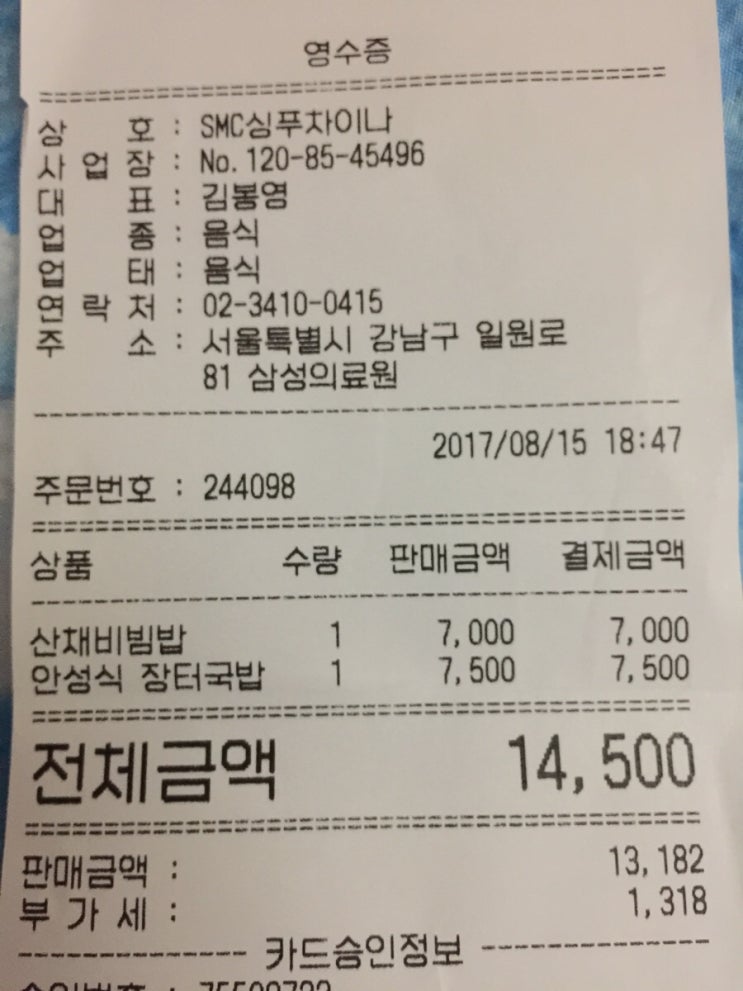 영수증
상 호 : SMC싱푸차이나
사 업 장 : No. 120-85-45496
대 표 : 김봉영
업 종 : 음식
업 태 : 음식
연 락 처 : 02-3410-0415
주 소 : 서울특별시 강남구 일원로
81 삼성의료원
2017/08/15 18:47
주문번호 : 244098
상품 수량 판매금액 결제금액
산채비빔밥 1 7,000 7,000
안성식 장터국밥 1 7,500 7,500
전체금액 14,500
판매금액 : 13,182
부 가 세 : 1,318
카드승인정보